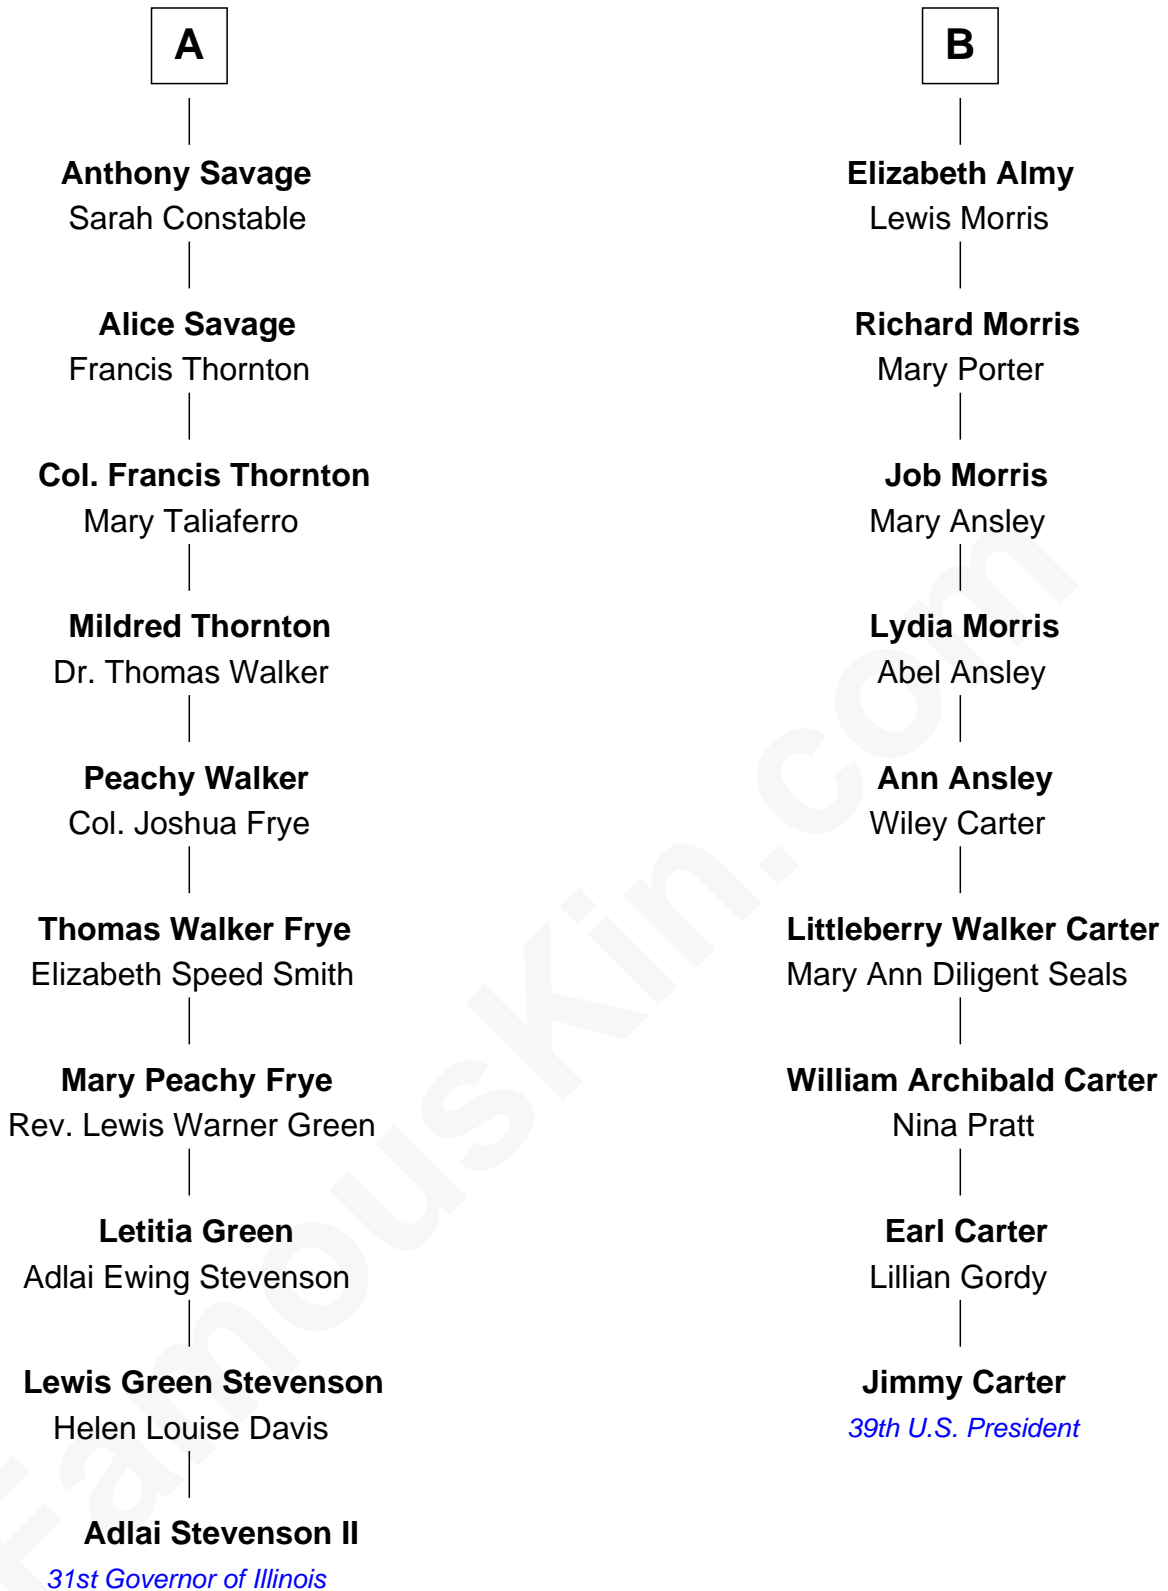 A
Anthony Savage
Sarah Constable
Alice Savage
Francis Thornton
Col. Francis Thornton
Mary Taliaferro
Mildred Thornton
Dr. Thomas Walker
Peachy Walker
Col. Joshua Frye
Thomas Walker Frye
Elizabeth Speed Smith
Mary Peachy Frye
Rev. Lewis Warner Green
Letitia Green
Adlai Ewing Stevenson
Lewis Green Stevenson
Helen Louise Davis
Adlai Stevenson II
31st Governor of Illinois
B
Elizabeth Almy
Lewis Morris
Richard Morris
Mary Porter
Job Morris
Mary Ansley
Lydia Morris
Abel Ansley
Ann Ansley
Wiley Carter
Littleberry Walker Carter
Mary Ann Diligent Seals
William Archibald Carter
Nina Pratt
Earl Carter
Lillian Gordy
Jimmy Carter
39th U.S. President
FamousKin.com